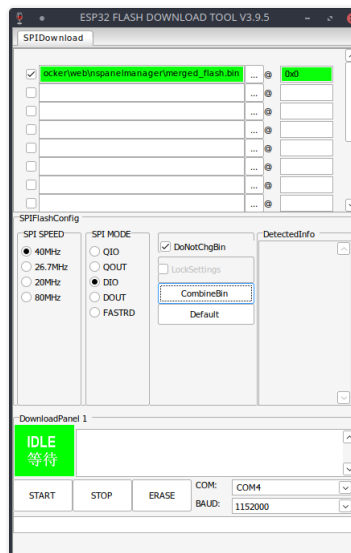 ESP32 FLASH DOWNLOAD TOOL V3.9.5
SPIDownload
ocker\web\nspanelmanager\merged_flash.bin ... @ 0x0
... @
... @
... @
... @
... @
... @
... @
SPIFlashConfig
SPI SPEED SPI MODE DetectedInfo
40MHz QIO DoNotChgBin
26.7MHz QOUT LockSettings
20MHz DIO CombineBin
80MHz DOUT Default
FASTRD
DownloadPanel 1
IDLE
等待
START STOP ERASE COM: COM4
BAUD: 1152000